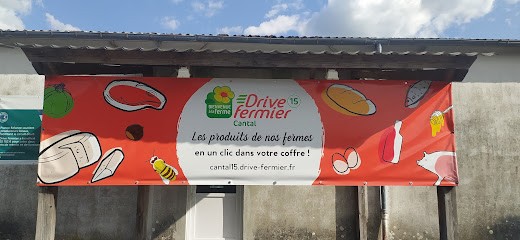 BIENVENUE
à la
ferme
Drive 15
fermier
Cantal
Les produits de nos fermes
en un clic dans votre coffre !
cantal15.drive-fermier.fr